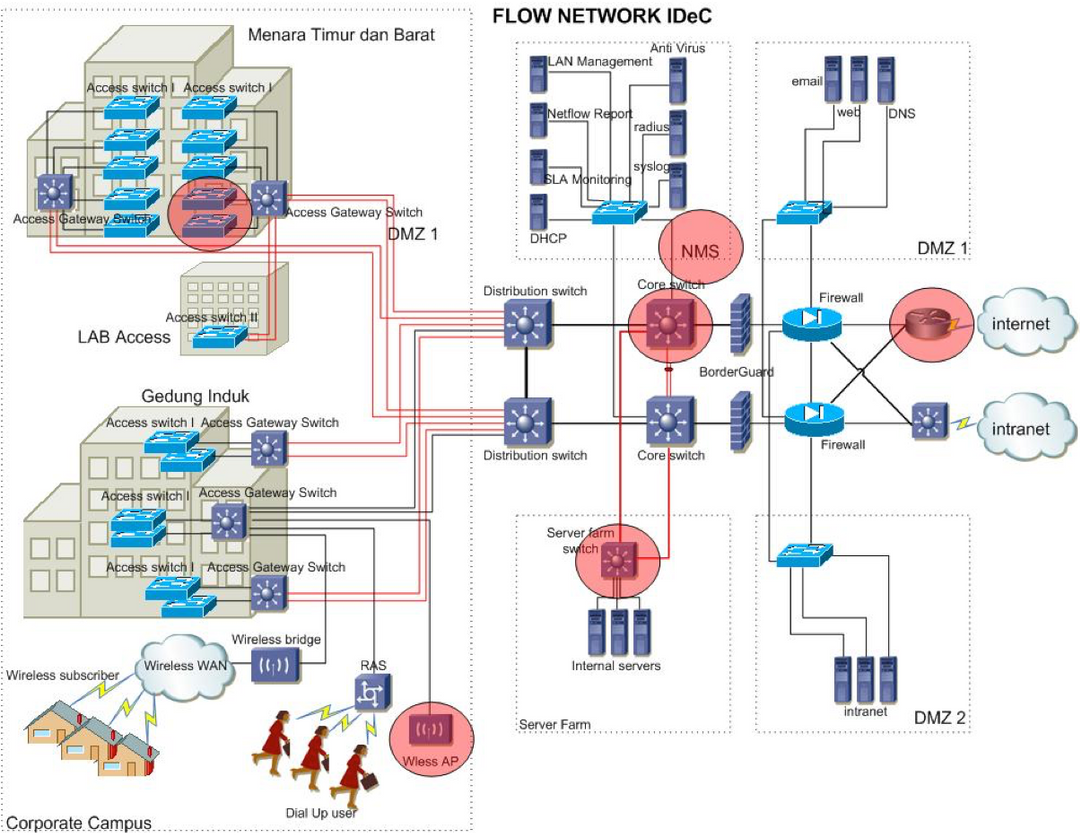 FLOW NETWORK IDeC
Menara Timur dan Barat
Access switch I
Access switch I
Access Gateway Switch
Access Gateway Switch
DMZ 1
Access switch II
LAB Access
Gedung Induk
Access switch I
Access Gateway Switch
Access switch I
Access Gateway Switch
Access switch I
Access Gateway Switch
Wireless bridge
Wireless WAN
Wireless subscriber
RAS
Wless AP
Dial Up user
Corporate Campus
Anti Virus
LAN Management
Netflow Report
radius
SLA Monitoring
syslog
DHCP
NMS
email
web
DNS
DMZ 1
Distribution switch
Core switch
Firewall
internet
BorderGuard
Distribution switch
Core switch
Firewall
intranet
Server farm
switch
Internal servers
Server Farm
intranet
DMZ 2